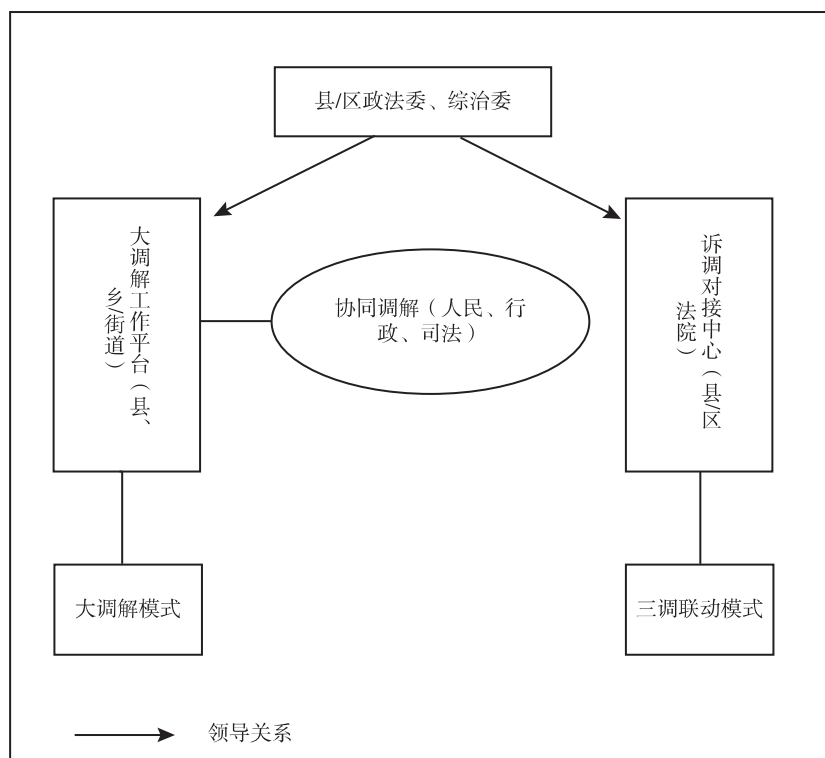 县/区政法委、综治委
大调解工作平台（县、
乡/街道）
协同调解（人民、行
政、司法）
诉调对接中心（县/区
法院）
大调解模式
三调联动模式
领导关系